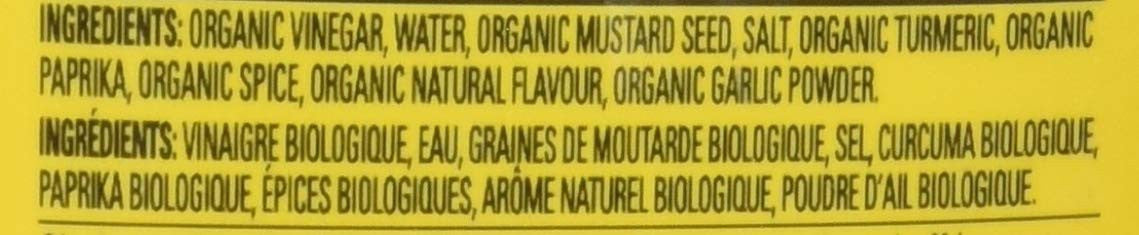 INGREDIENTS: ORGANIC VINEGAR, WATER, ORGANIC MUSTARD SEED, SALT, ORGANIC TURMERIC, ORGANIC
PAPRIKA, ORGANIC SPICE, ORGANIC NATURAL FLAVOUR, ORGANIC GARLIC POWDER.
INGRÉDIENTS: VINAIGRE BIOLOGIQUE, EAU, GRAINES DE MOUTARDE BIOLOGIQUE, SEL, CURCUMA BIOLOGIQUE,
PAPRIKA BIOLOGIQUE, ÉPICES BIOLOGIQUES, ARÔME NATUREL BIOLOGIQUE, POUDRE D'AIL BIOLOGIQUE.